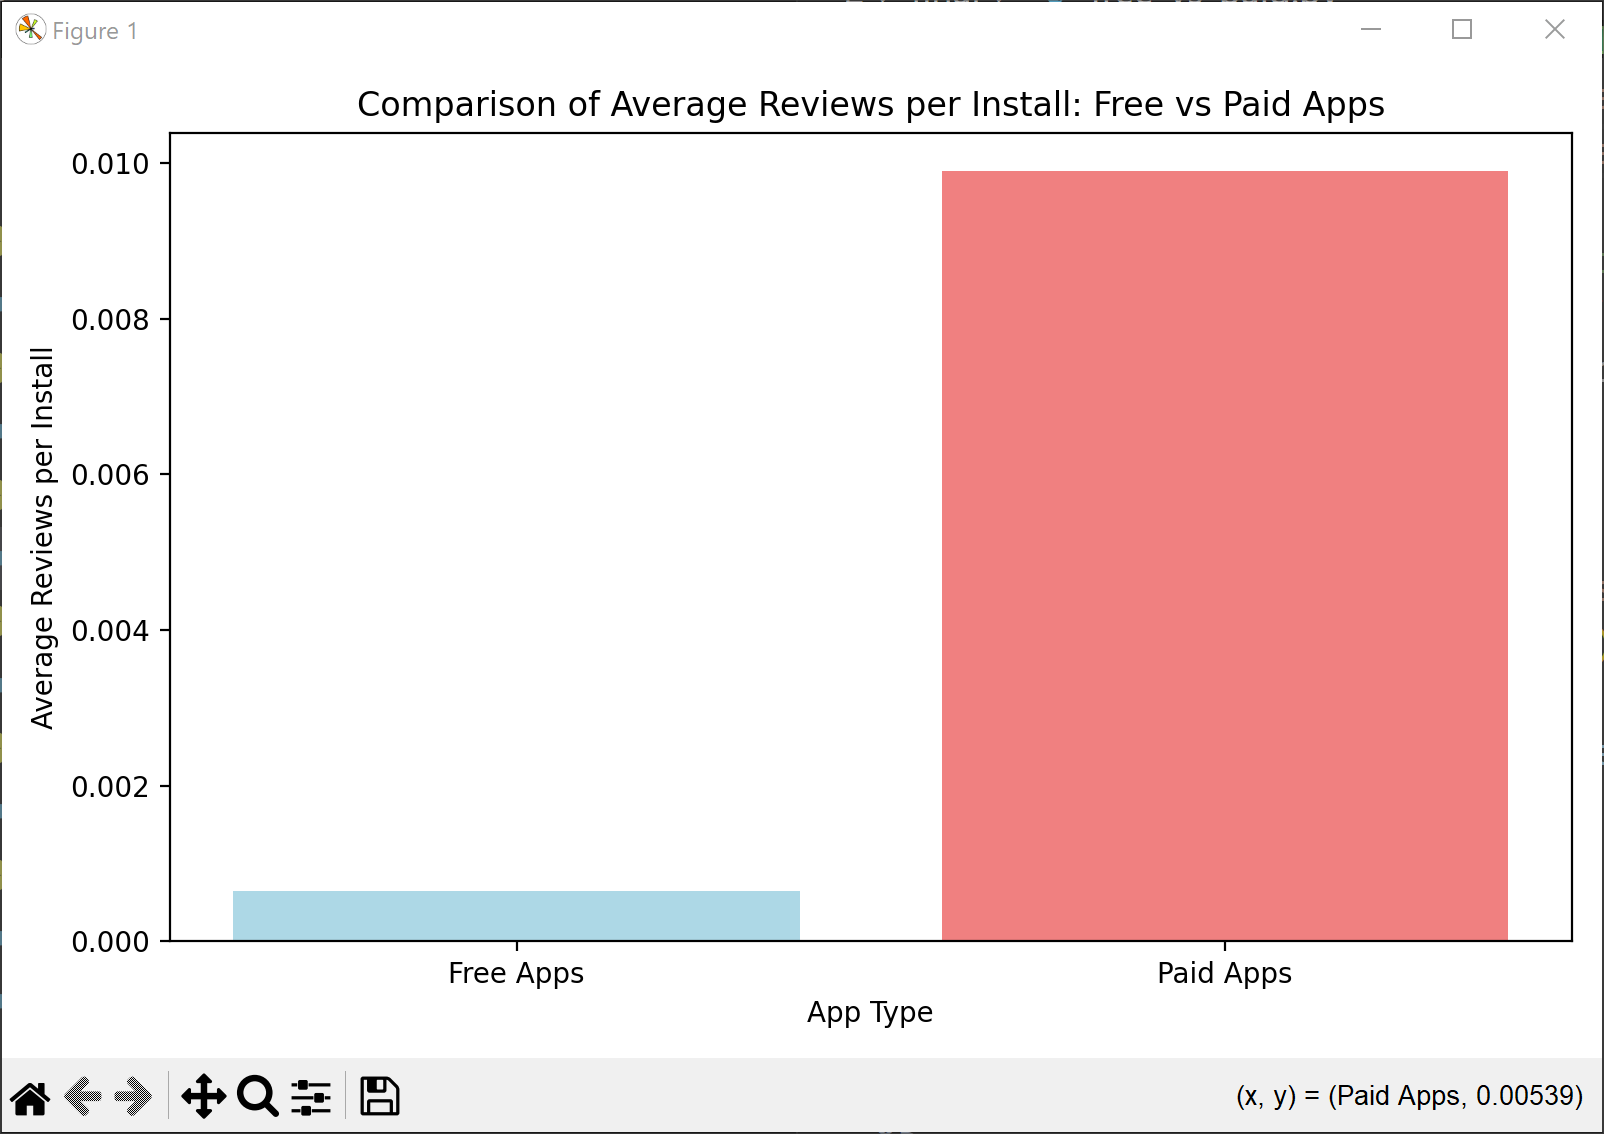 Figure 1
Comparison of Average Reviews per Install: Free vs Paid Apps
Average Reviews per Install
0.010
0.008
0.006
0.004
0.002
0.000
Free Apps
Paid Apps
App Type
(x, y) = (Paid Apps, 0.00539)